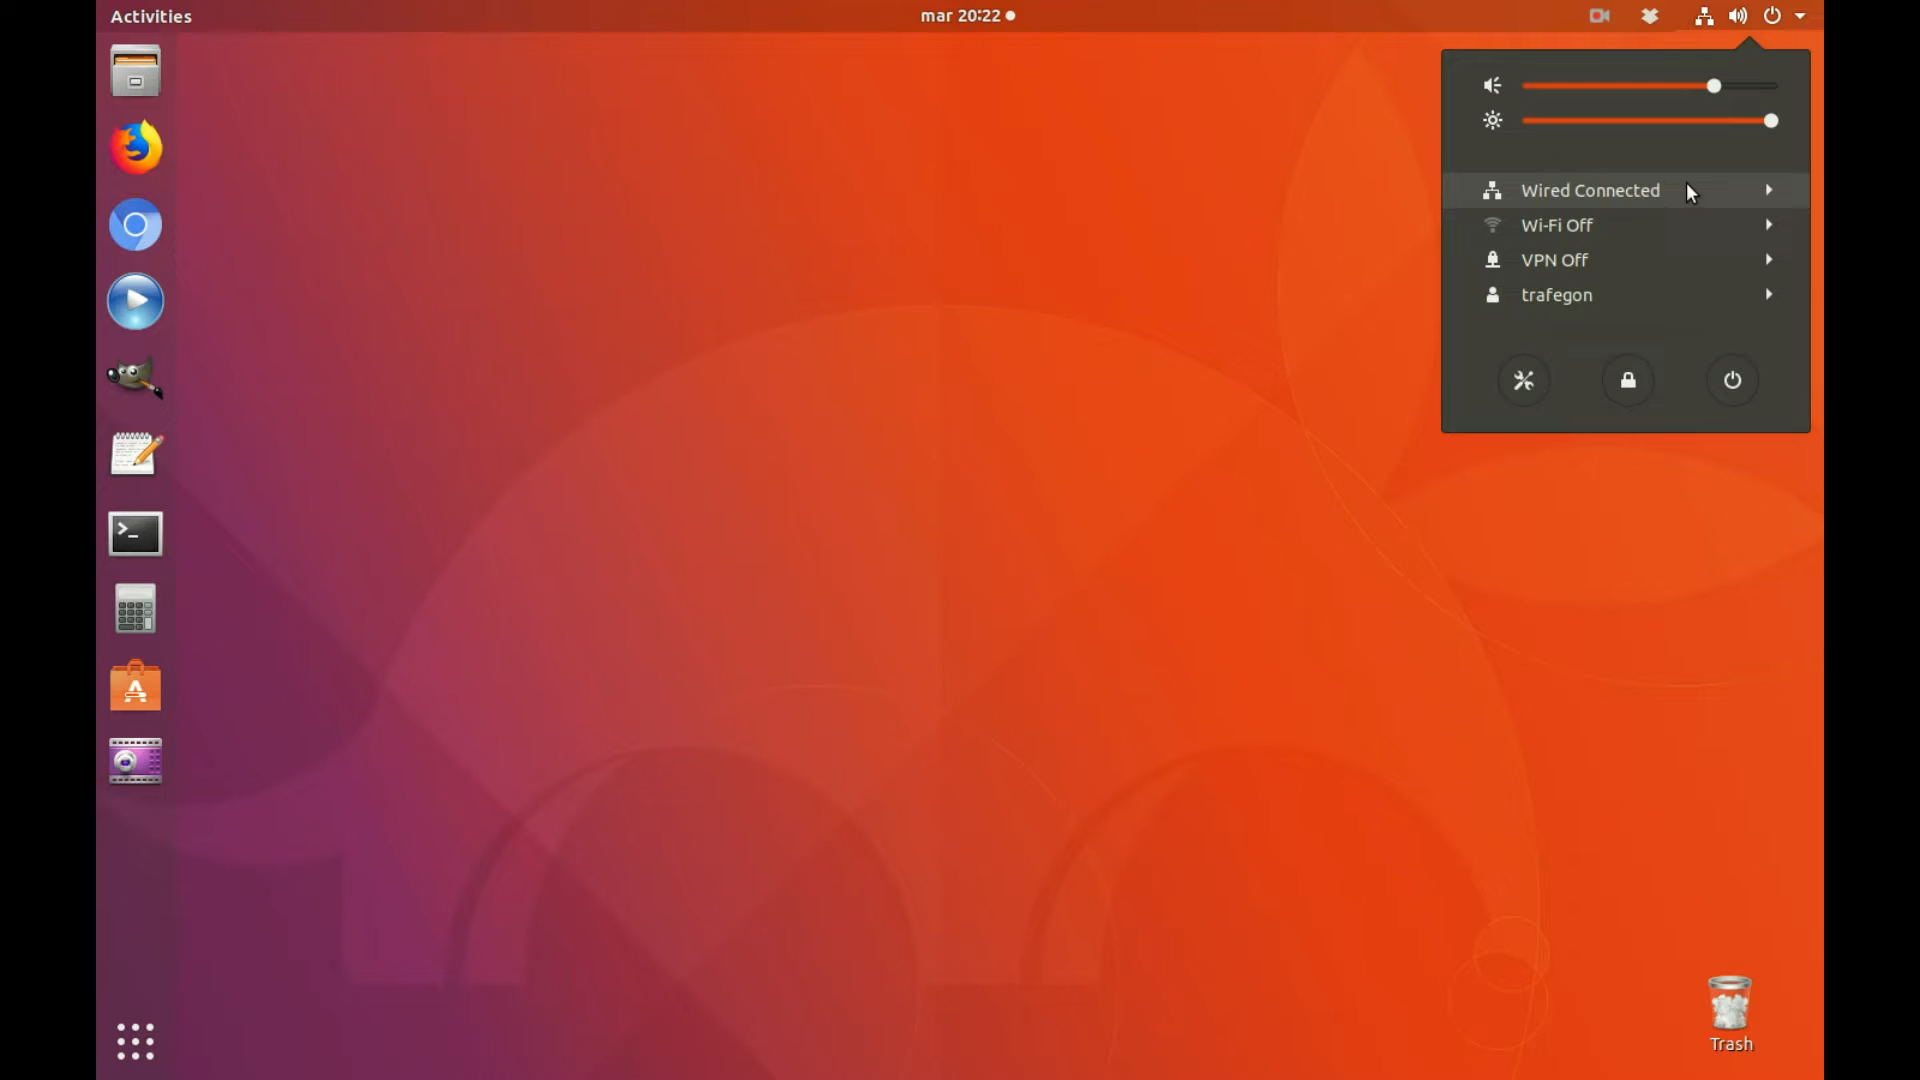 Activities
mar 20:22
Wired Connected
Wi-Fi Off
VPN Off
trafegon
Trash